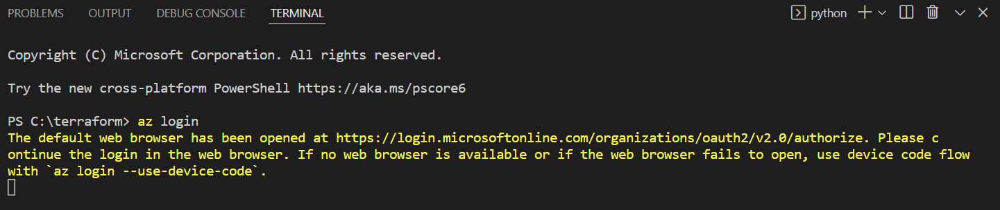 PROBLEMS OUTPUT DEBUG CONSOLE TERMINAL python
Copyright (C) Microsoft Corporation. All rights reserved.
Try the new cross-platform PowerShell https://aka.ms/pscore6
PS C:\terraform> az login
The default web browser has been opened at https://login.microsoftonline.com/organizations/oauth2/v2.0/authorize. Please c
ontinue the login in the web browser. If no web browser is available or if the web browser fails to open, use device code flow
with `az login --use-device-code`.